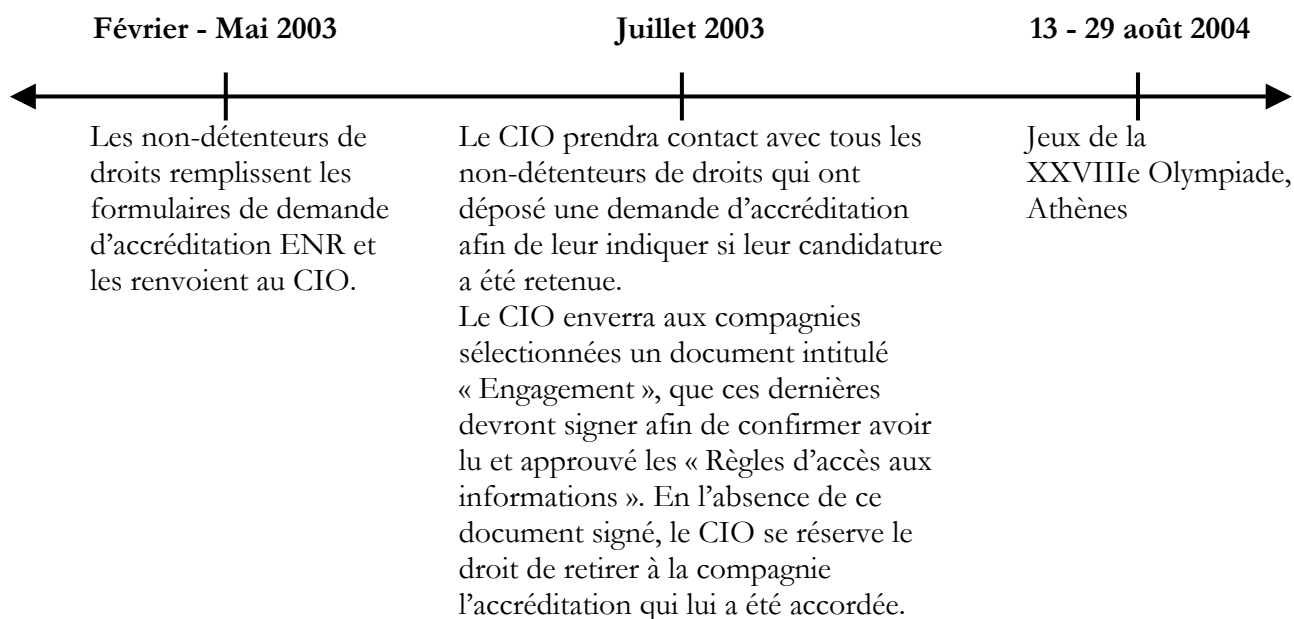 Février - Mai 2003
Juillet 2003
13 - 29 août 2004
Les non-détenteurs de
droits remplissent les
formulaires de demande
d'accréditation ENR et
les renvoient au CIO.
Le CIO prendra contact avec tous les
non-détenteurs de droits qui ont
déposé une demande d'accréditation
afin de leur indiquer si leur candidature
a été retenue.
Le CIO enverra aux compagnies
sélectionnées un document intitulé
« Engagement », que ces dernières
devront signer afin de confirmer avoir
lu et approuvé les « Règles d'accès aux
informations ». En l'absence de ce
document signé, le CIO se réserve le
droit de retirer à la compagnie
l'accréditation qui lui a été accordée.
Jeux de la
XXVIIIe Olympiade,
Athènes